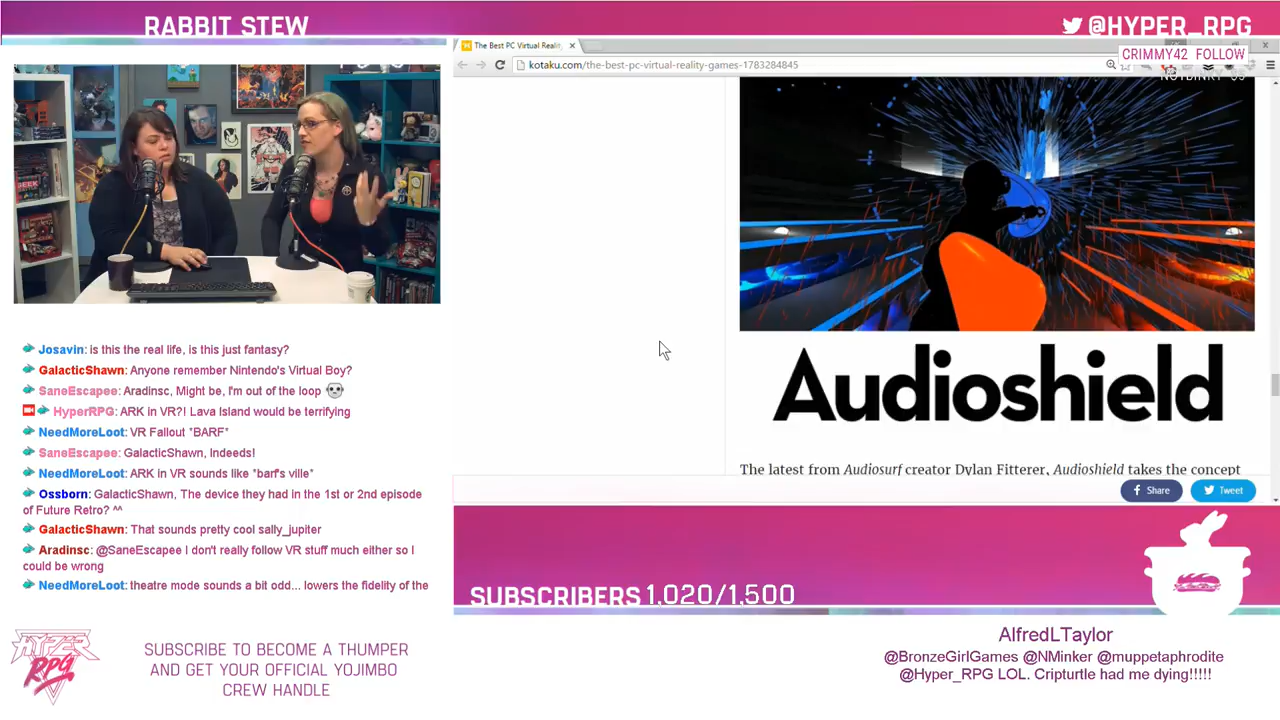 RABBIT STEW
@HYPER_RPG
The Best PC Virtual Realit
CRIMMY42 FOLLOW
kotaku.com/the-best-pc-virtual-reality-games-1783284845
GEEK
Audioshield
The latest from Audiosurf creator Dylan Fitterer, Audioshield takes the concept
Share
Tweet
Josavin: is this the real life, is this just fantasy?
GalacticShawn: Anyone remember Nintendo's Virtual Boy?
SaneEscapee: Aradinsc, Might be, I'm out of the loop
HyperRPG: ARK in VR?! Lava Island would be terrifying
NeedMoreLoot: VR Fallout *BARF*
SaneEscapee: GalacticShawn, Indeeds!
NeedMoreLoot: ARK in VR sounds like *barf's ville*
Ossborn: GalacticShawn, The device they had in the 1st or 2nd episode
of Future Retro? ^^
GalacticShawn: That sounds pretty cool sally_jupiter
Aradinsc: @SaneEscapee I don't really follow VR stuff much either so I
could be wrong
NeedMoreLoot: theatre mode sounds a bit odd... lowers the fidelity of the
SUBSCRIBERS 1,020/1,500
HYPER
RPG
SUBSCRIBE TO BECOME A THUMPER
AND GET YOUR OFFICIAL YOJIMBO
CREW HANDLE
AlfredLTaylor
@BronzeGirlGames @NMinker @muppetaphrodite
@Hyper_RPG LOL. Cripturtle had me dying!!!!!